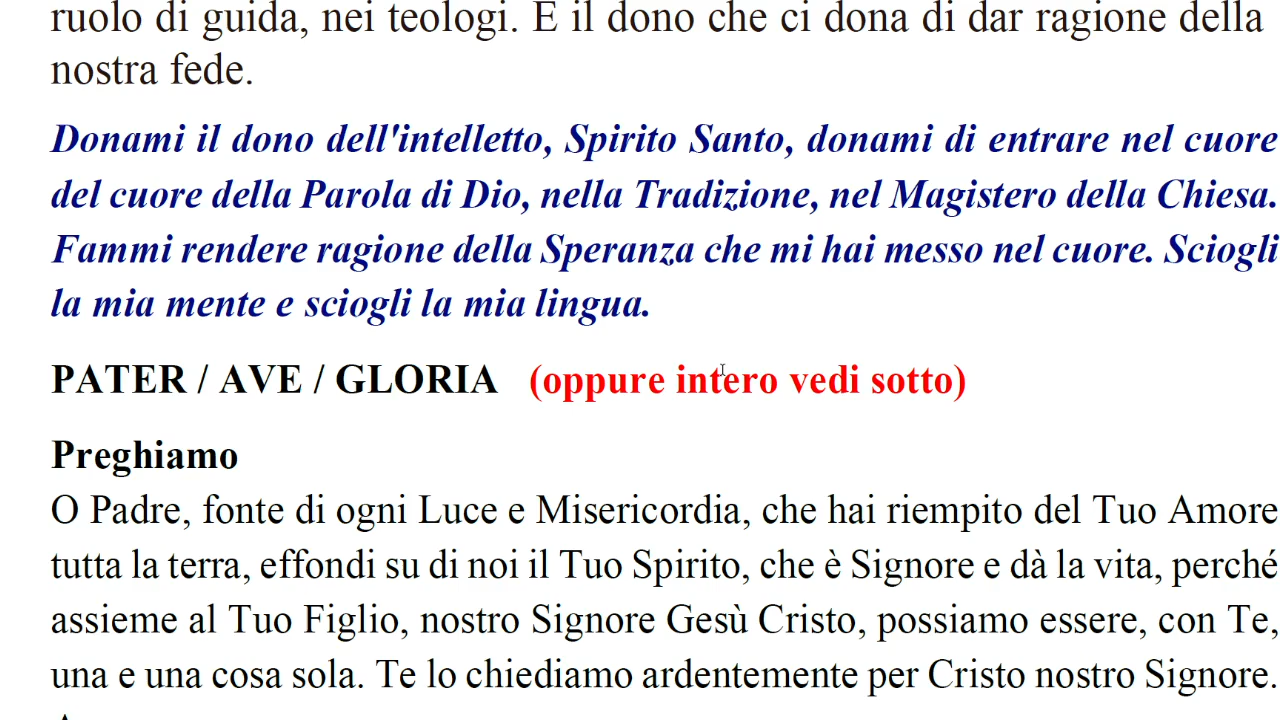 ruolo di guida, nei teologi. E il dono che ci dona di dar ragione della
nostra fede.
Donami il dono dell'intelletto, Spirito Santo, donami di entrare nel cuore
del cuore della Parola di Dio, nella Tradizione, nel Magistero della Chiesa.
Fammi rendere ragione della Speranza che mi hai messo nel cuore. Sciogli
la mia mente e sciogli la mia lingua.
PATER / AVE / GLORIA (oppure intero vedi sotto)
Preghiamo
O Padre, fonte di ogni Luce e Misericordia, che hai riempito del Tuo Amore
tutta la terra, effondi su di noi il Tuo Spirito, che è Signore e dà la vita, perché
assieme al Tuo Figlio, nostro Signore Gesù Cristo, possiamo essere, con Te,
una e una cosa sola. Te lo chiediamo ardentemente per Cristo nostro Signore.